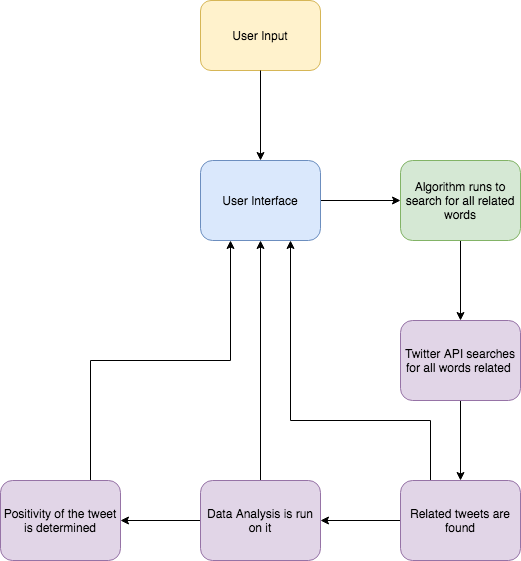 User Input
User Interface
Algorithm runs to
search for all related
words
Twitter API searches
for all words related
Positivity of the tweet
is determined
Data Analysis is run
on it
Related tweets are
found